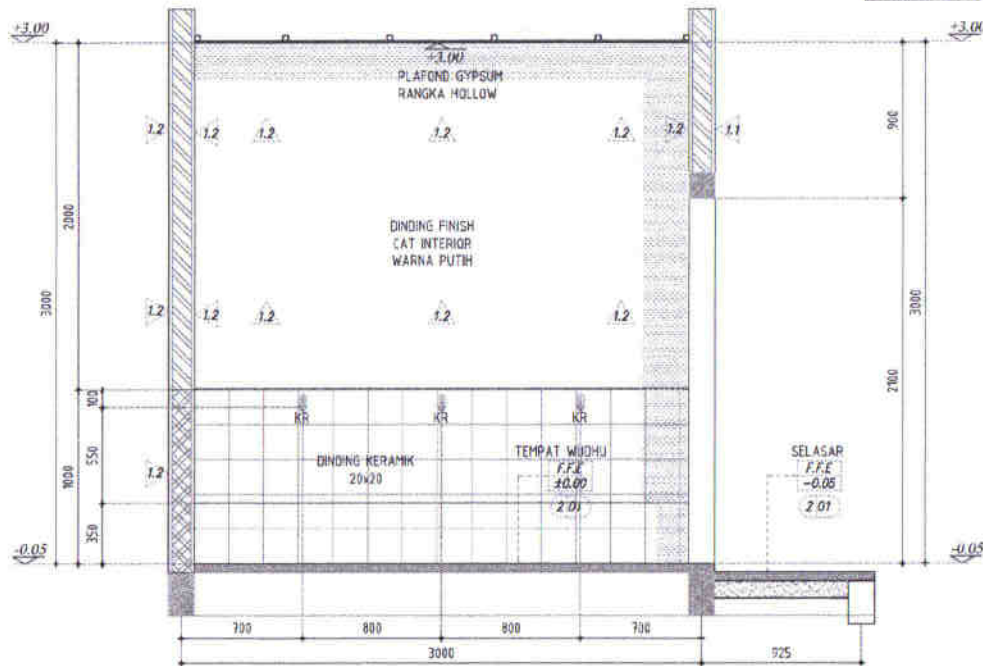 +3.00
+3.00
+3.00
PLAFOND GYPSUM
RANGKA HOLLOW
1.2
1.2
1.2
1.2
1.2
1.2
1.1
900
2000
DINDING FINISH
CAT INTERIOR
WARNA PUTIH
3000
3000
1.2
1.2
1.2
1.2
1.2
2100
100
KR
KR
KR
550
1000
1.2
DINDING KERAMIK
20x20
TEMPAT WUDHU
F.F.E
±0.00
2.01
SELASAR
F.F.E
-0.05
2.01
350
-0.05
-0.05
700
800
800
700
3000
925